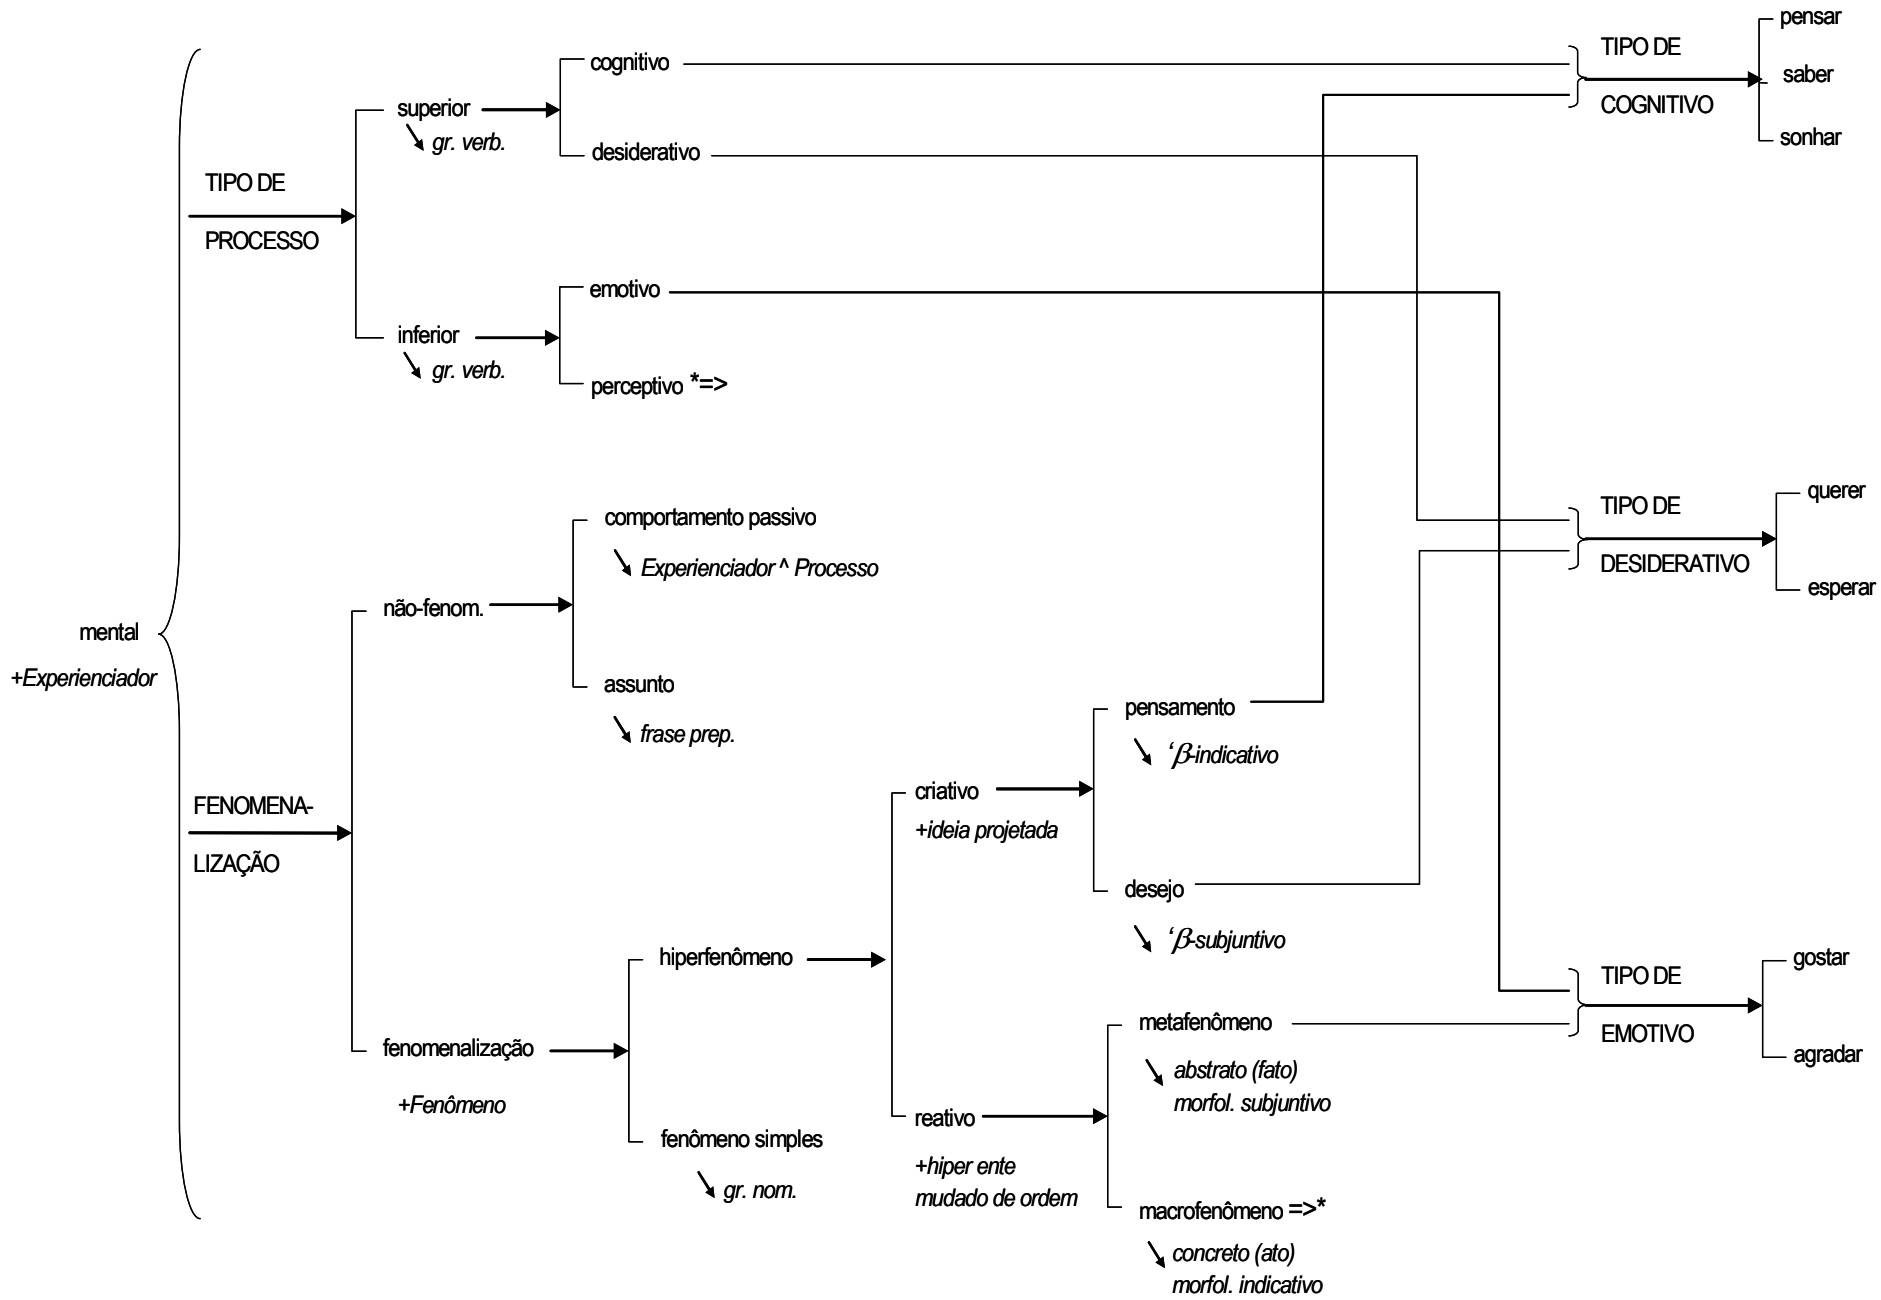 mental
+Experienciador
TIPO DE
PROCESSO
superior
gr. verb.
cognitivo
desiderativo
inferior
gr. verb.
emotivo
perceptivo *=>
FENOMENA-
LIZAÇÃO
não-fenom.
comportamento passivo
Experienciador ^ Processo
assunto
frase prep.
fenomenalização
+Fenômeno
hiperfenômeno
fenômeno simples
gr. nom.
criativo
+ideia projetada
pensamento
‘β-indicativo
desejo
‘β-subjuntivo
reativo
+hiper ente
mudado de ordem
metafenômeno
abstrato (fato)
morfol. subjuntivo
macrofenômeno =>*
concreto (ato)
morfol. indicativo
TIPO DE
COGNITIVO
pensar
saber
sonhar
TIPO DE
DESIDERATIVO
querer
esperar
TIPO DE
EMOTIVO
gostar
agradar